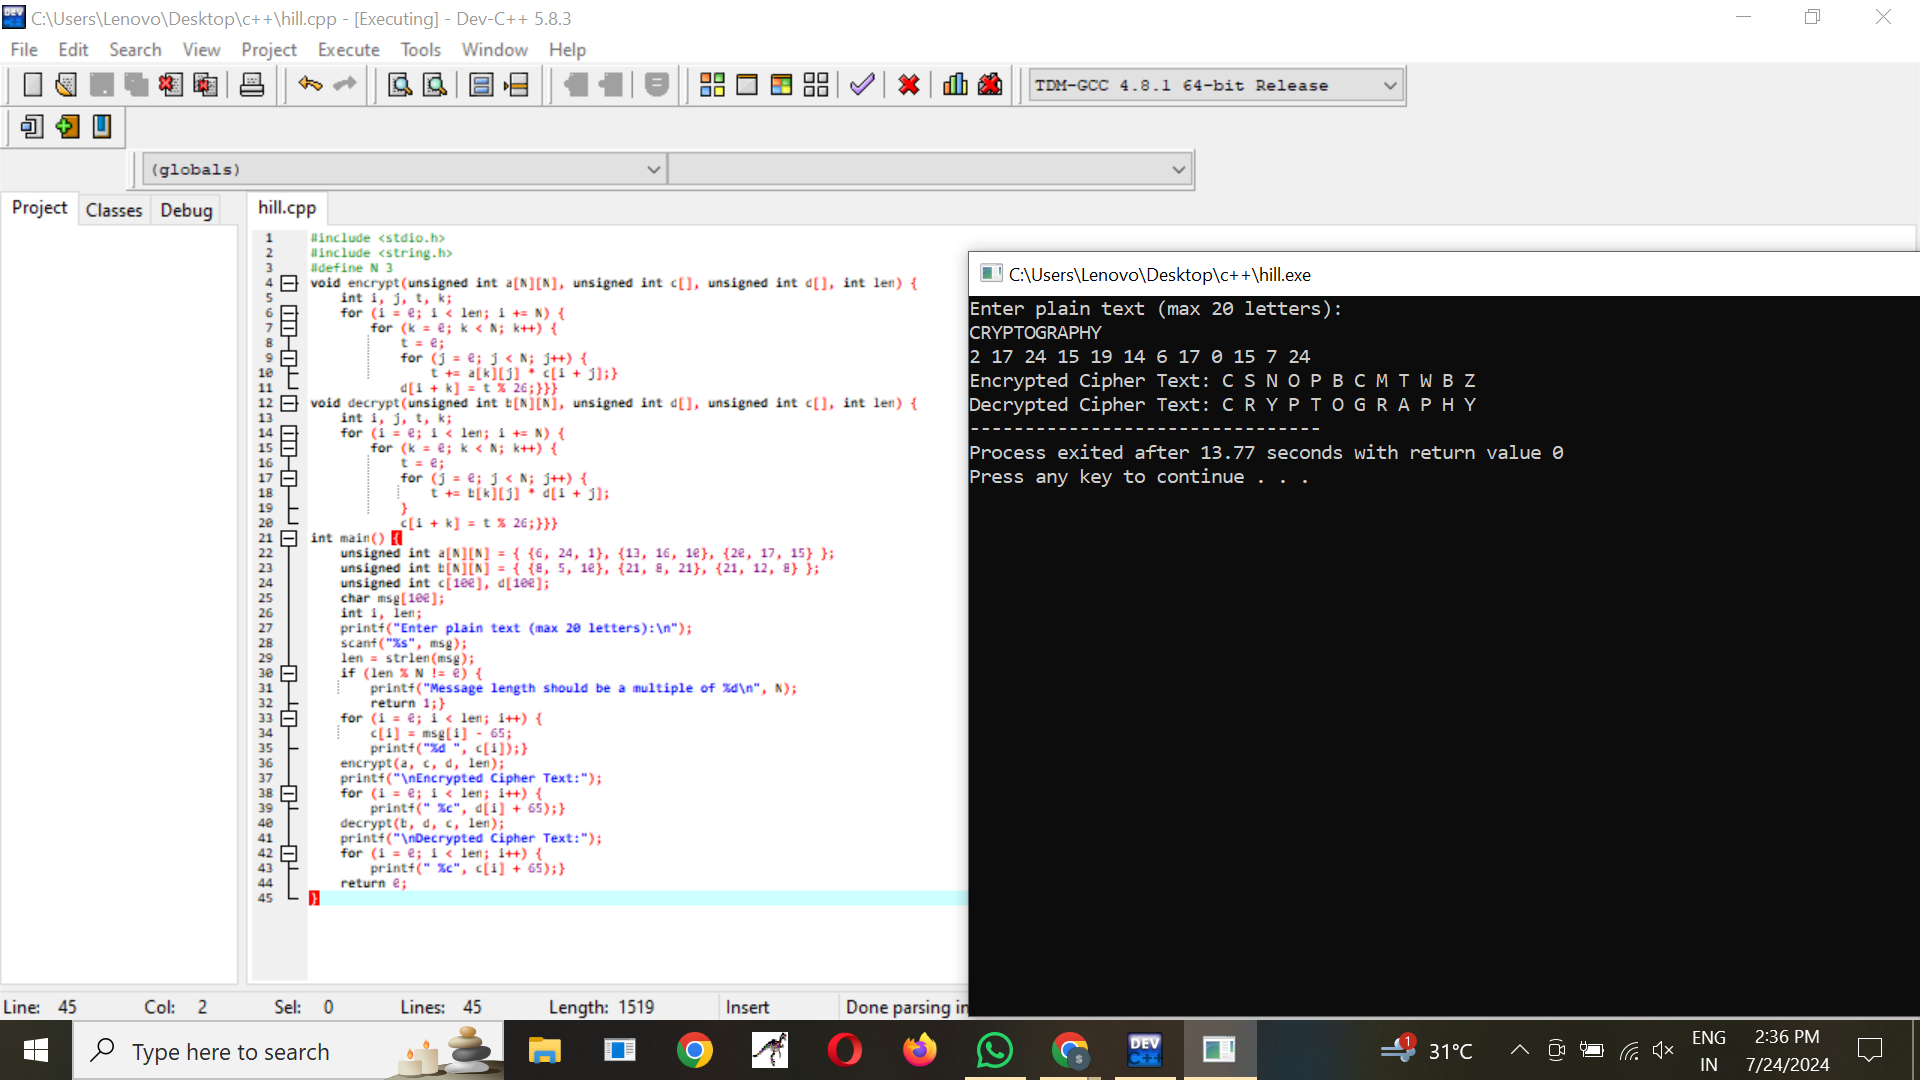 C:\Users\Lenovo\Desktop\c++\hill.cpp - [Executing] - Dev-C++ 5.8.3
File Edit Search View Project Execute Tools Window Help
TDM-GCC 4.8.1 64-bit Release
(globals)
Project Classes Debug hill.cpp
1 #include <stdio.h>
2 #include <string.h>
3 #define N 3
4 void encrypt(unsigned int a[N][N], unsigned int c[], unsigned int d[], int len) {
5 int i, j, t, k;
6 for (i = 0; i < len; i += N) {
7 for (k = 0; k < N; k++) {
8 t = 0;
9 for (j = 0; j < N; j++) {
10 t += a[k][j] * c[i + j];}
11 d[i + k] = t % 26;}}}
12 void decrypt(unsigned int b[N][N], unsigned int d[], unsigned int c[], int len) {
13 int i, j, t, k;
14 for (i = 0; i < len; i += N) {
15 for (k = 0; k < N; k++) {
16 t = 0;
17 for (j = 0; j < N; j++) {
18 t += b[k][j] * d[i + j];
19 }
20 c[i + k] = t % 26;}}}
21 int main() {
22 unsigned int a[N][N] = { {6, 24, 1}, {13, 16, 10}, {20, 17, 15} };
23 unsigned int b[N][N] = { {8, 5, 10}, {21, 8, 21}, {21, 12, 8} };
24 unsigned int c[100], d[100];
25 char msg[100];
26 int i, len;
27 printf("Enter plain text (max 20 letters):\n");
28 scanf("%s", msg);
29 len = strlen(msg);
30 if (len % N != 0) {
31 printf("Message length should be a multiple of %d\n", N);
32 return 1;}
33 for (i = 0; i < len; i++) {
34 c[i] = msg[i] - 65;
35 printf("%d ", c[i]);}
36 encrypt(a, c, d, len);
37 printf("\nEncrypted Cipher Text:");
38 for (i = 0; i < len; i++) {
39 printf(" %c", d[i] + 65);}
40 decrypt(b, d, c, len);
41 printf("\nDecrypted Cipher Text:");
42 for (i = 0; i < len; i++) {
43 printf(" %c", c[i] + 65);}
44 return 0;
45 }
C:\Users\Lenovo\Desktop\c++\hill.exe
Enter plain text (max 20 letters):
CRYPTOGRAPHY
2 17 24 15 19 14 6 17 0 15 7 24
Encrypted Cipher Text: C S N O P B C M T W B Z
Decrypted Cipher Text: C R Y P T O G R A P H Y
--------------------------------
Process exited after 13.77 seconds with return value 0
Press any key to continue . . .
Line: 45 Col: 2 Sel: 0 Lines: 45 Length: 1519 Insert Done parsing in
Type here to search
DEV
C++
S
1
31°C
ENG
IN
2:36 PM
7/24/2024